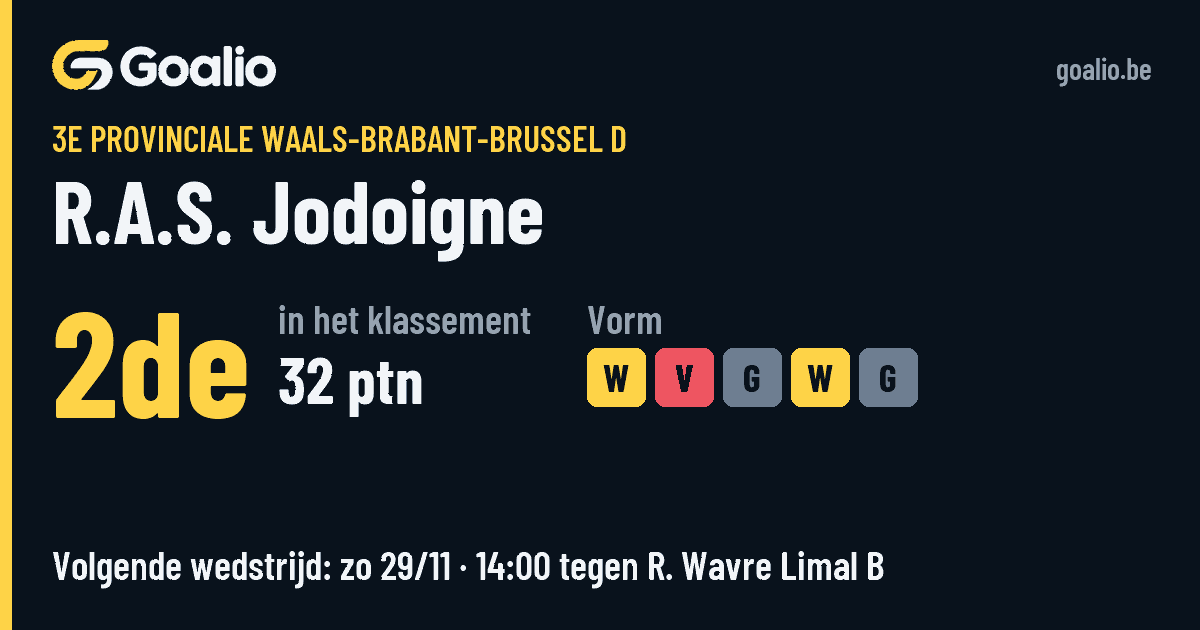 Goalio
goalio.be
3E PROVINCIALE WAALS-BRABANT-BRUSSEL D
R.A.S. Jodoigne
2de
in het klassement
32 ptn
Vorm
W V G W G
Volgende wedstrijd: zo 29/11 · 14:00 tegen R. Wavre Limal B